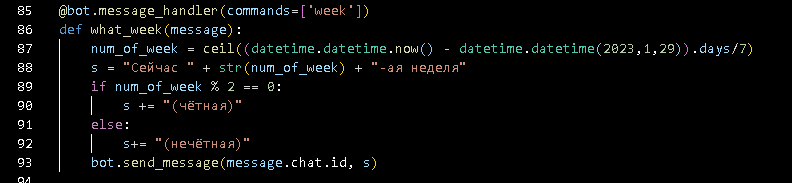 85 @bot.message_handler(commands=['week'])
86 def what_week(message):
87     num_of_week = ceil((datetime.datetime.now() - datetime.datetime(2023,1,29)).days/7)
88     s = "Сейчас " + str(num_of_week) + "-ая неделя"
89     if num_of_week % 2 == 0:
90         s += "(чётная)"
91     else:
92         s+= "(нечётная)"
93     bot.send_message(message.chat.id, s)
94